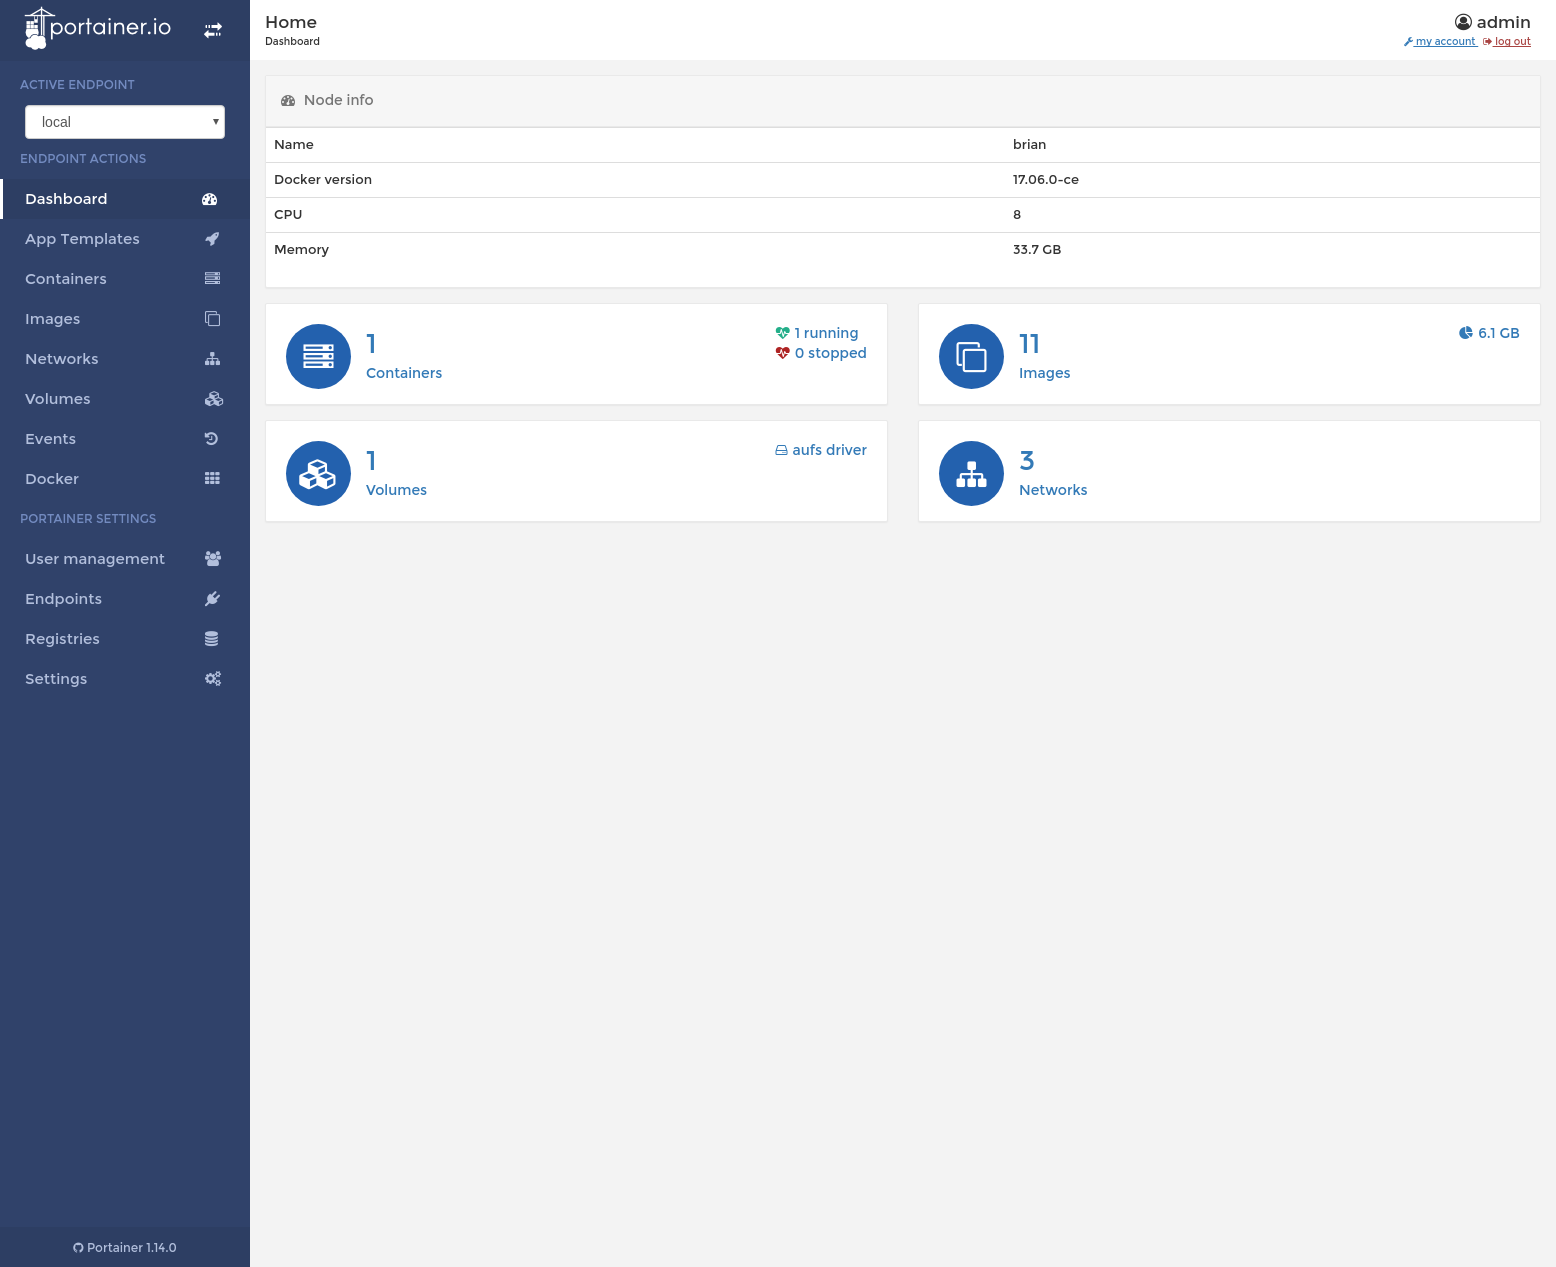 portainer.io
ACTIVE ENDPOINT
local
ENDPOINT ACTIONS
Dashboard
App Templates
Containers
Images
Networks
Volumes
Events
Docker
PORTAINER SETTINGS
User management
Endpoints
Registries
Settings
Portainer 1.14.0
Home
Dashboard
admin
my account log out
Node info
Name brian
Docker version 17.06.0-ce
CPU 8
Memory 33.7 GB
1
Containers
1 running
0 stopped
11
Images
6.1 GB
1
Volumes
aufs driver
3
Networks